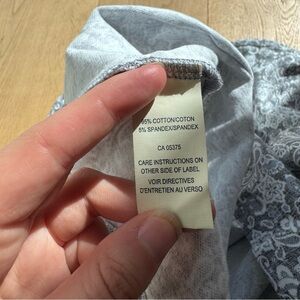 95% COTTON/COTON
5% SPANDEX/SPANDEX
CA 05375
CARE INSTRUCTIONS ON
OTHER SIDE OF LABEL
VOIR DIRECTIVES
D'ENTRETIEN AU VERSO